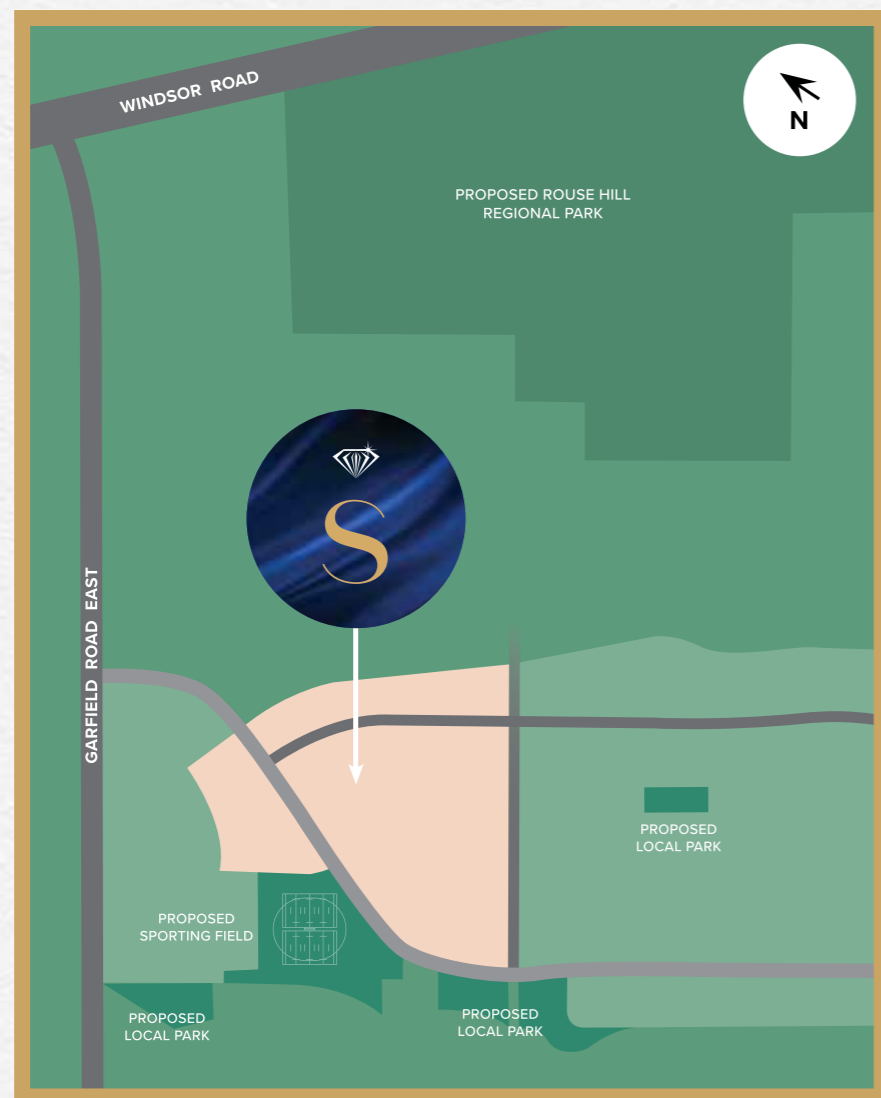 WINDSOR ROAD
N
PROPOSED ROUSE HILL
REGIONAL PARK
S
GARFIELD ROAD EAST
PROPOSED
LOCAL PARK
PROPOSED
SPORTING FIELD
PROPOSED
LOCAL PARK
PROPOSED
LOCAL PARK